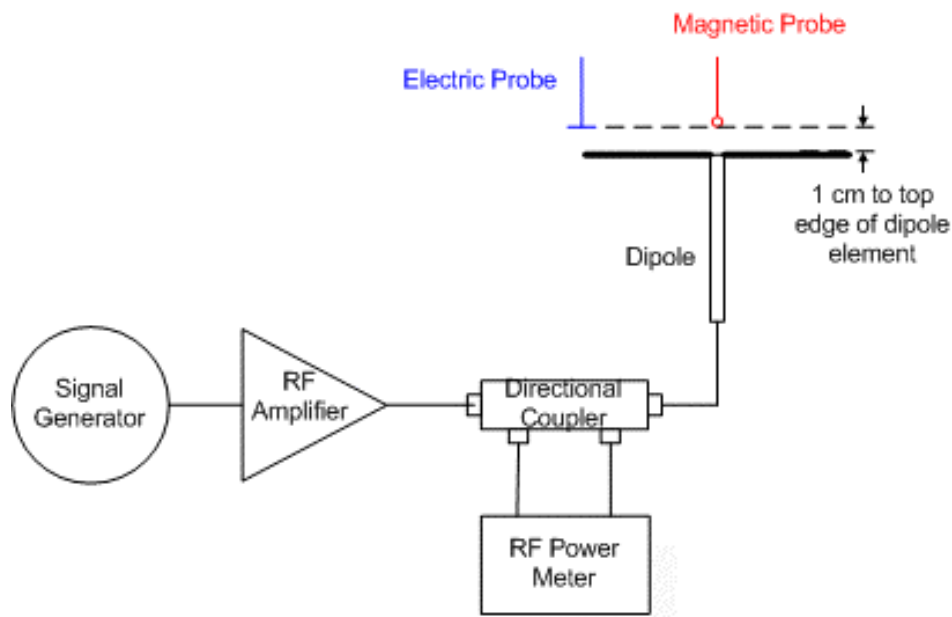 Magnetic Probe
Electric Probe
1 cm to top
edge of dipole
element
Dipole
Signal
Generator
RF
Amplifier
Directional
Coupler
RF Power
Meter